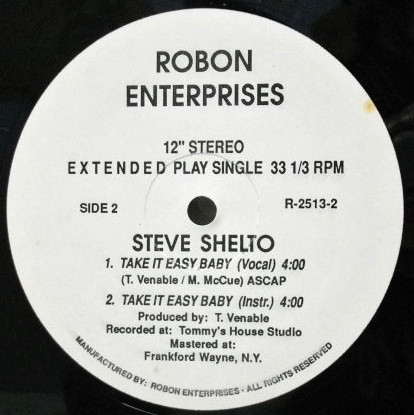 ROBON
ENTERPRISES
12" STEREO
EXTENDED PLAY SINGLE 33 1/3 RPM
SIDE 2
R-2513-2
STEVE SHELTO
1. TAKE IT EASY BABY (Vocal) 4:00
(T. Venable / M. McCue) ASCAP
2. TAKE IT EASY BABY (Instr.) 4:00
Produced by: T. Venable
Recorded at: Tommy's House Studio
Mastered at:
Frankford Wayne, N.Y.
MANUFACTURED BY: ROBON ENTERPRISES - ALL RIGHTS RESERVED